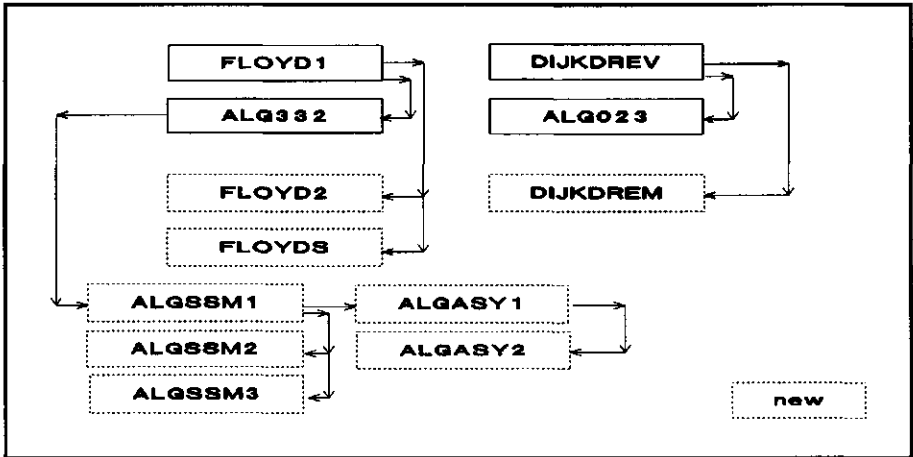 FLOYD1
DIJKDREV
ALG332
ALG023
FLOYD2
DIJKDREM
FLOYDS
ALGSSM1
ALGASY1
ALGSSM2
ALGASY2
ALGSSM3
new